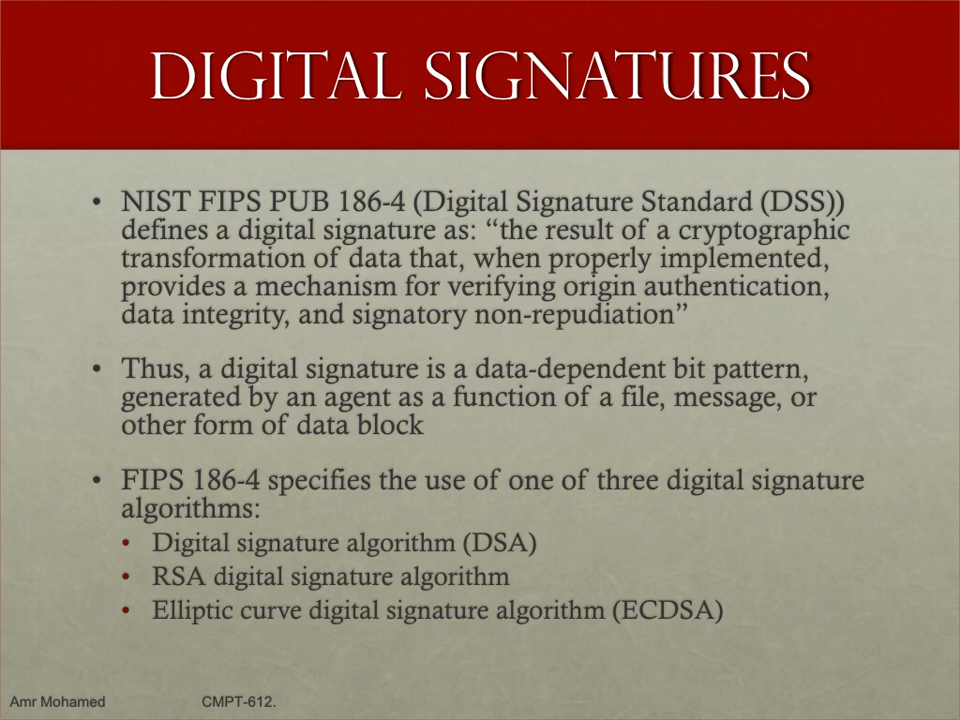 DIGITAL SIGNATURES
• NIST FIPS PUB 186-4 (Digital Signature Standard (DSS))
defines a digital signature as: “the result of a cryptographic
transformation of data that, when properly implemented,
provides a mechanism for verifying origin authentication,
data integrity, and signatory non-repudiation”
• Thus, a digital signature is a data-dependent bit pattern,
generated by an agent as a function of a file, message, or
other form of data block
• FIPS 186-4 specifies the use of one of three digital signature
algorithms:
• Digital signature algorithm (DSA)
• RSA digital signature algorithm
• Elliptic curve digital signature algorithm (ECDSA)
Amr Mohamed CMPT-612.